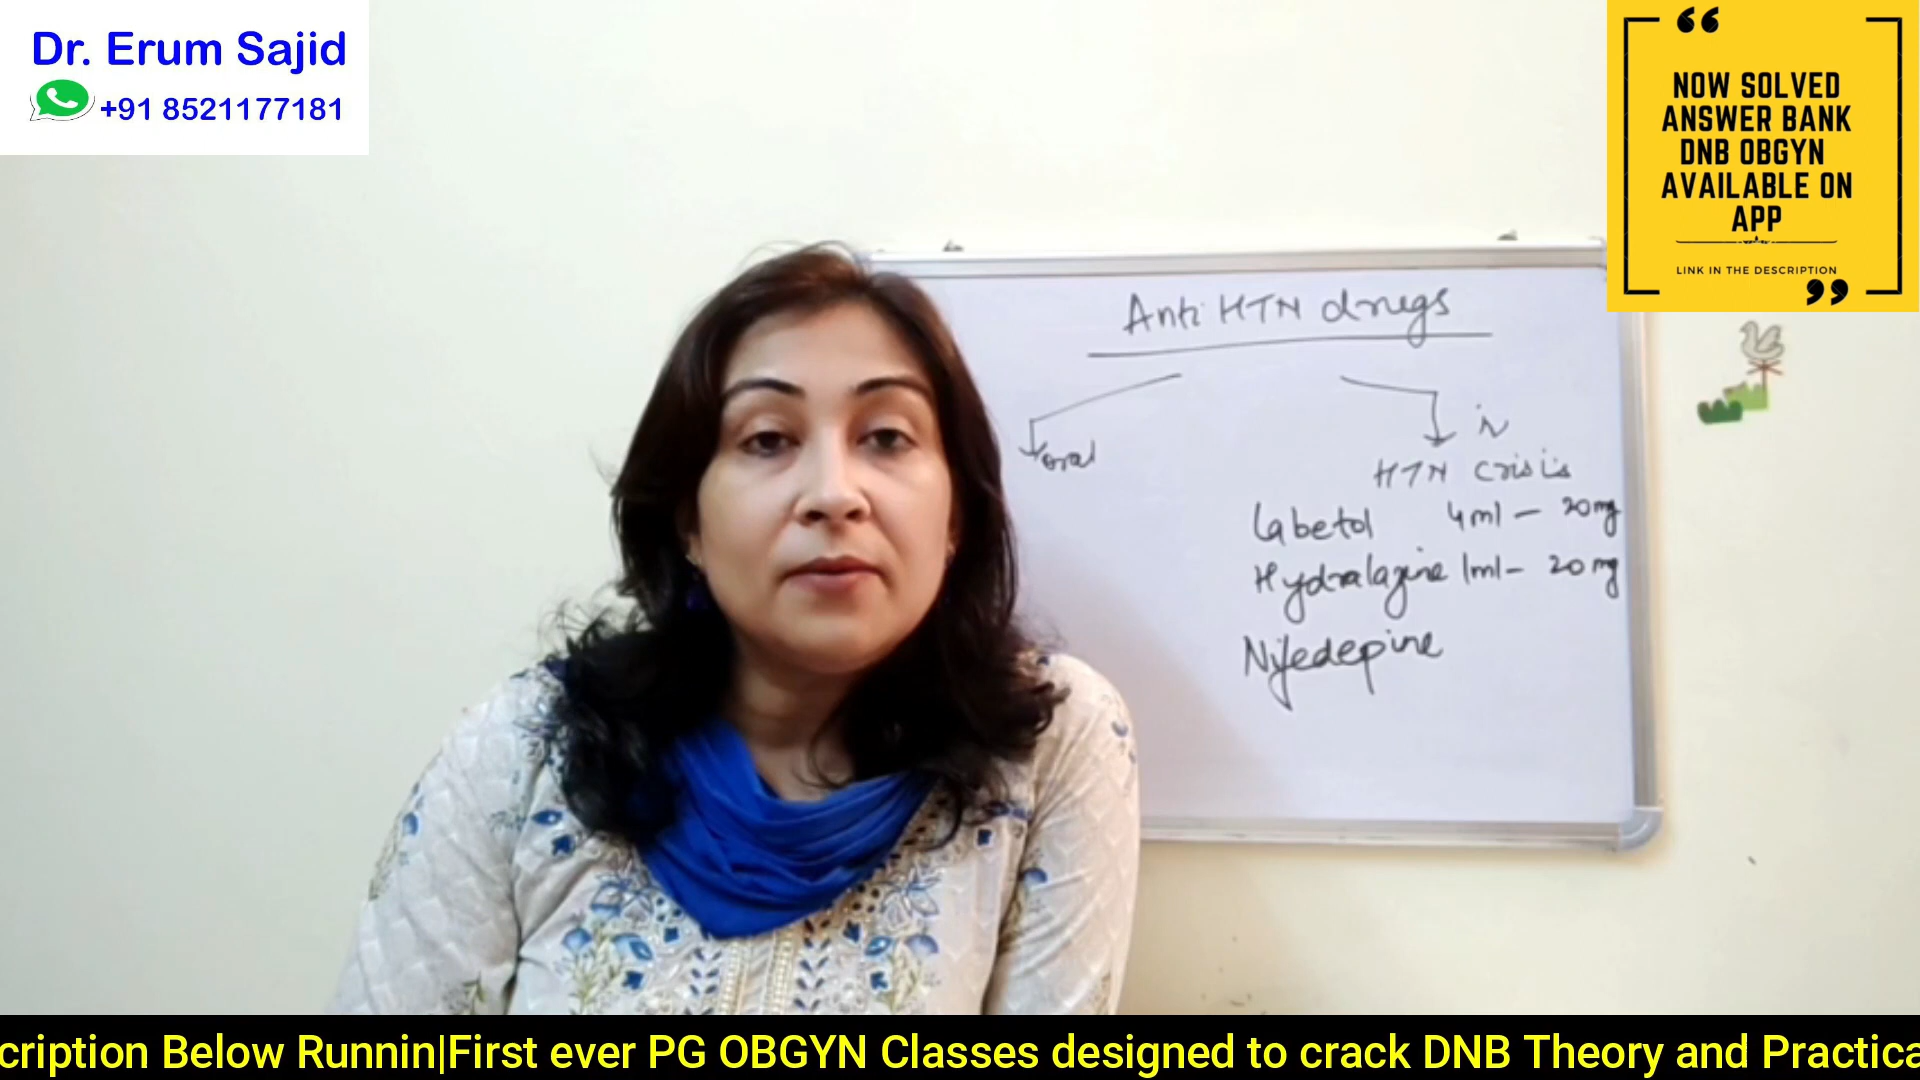 Dr. Erum Sajid
+91 8521177181
“
NOW SOLVED
ANSWER BANK
DNB OBGYN
AVAILABLE ON
APP
LINK IN THE DESCRIPTION
”
Anti HTN drugs
oral
iv
HTN crisis
Labetol 4ml – 20mg
Hydralazine 1ml – 20mg
Nifedepine
cription Below Runnin|First ever PG OBGYN Classes designed to crack DNB Theory and Practica